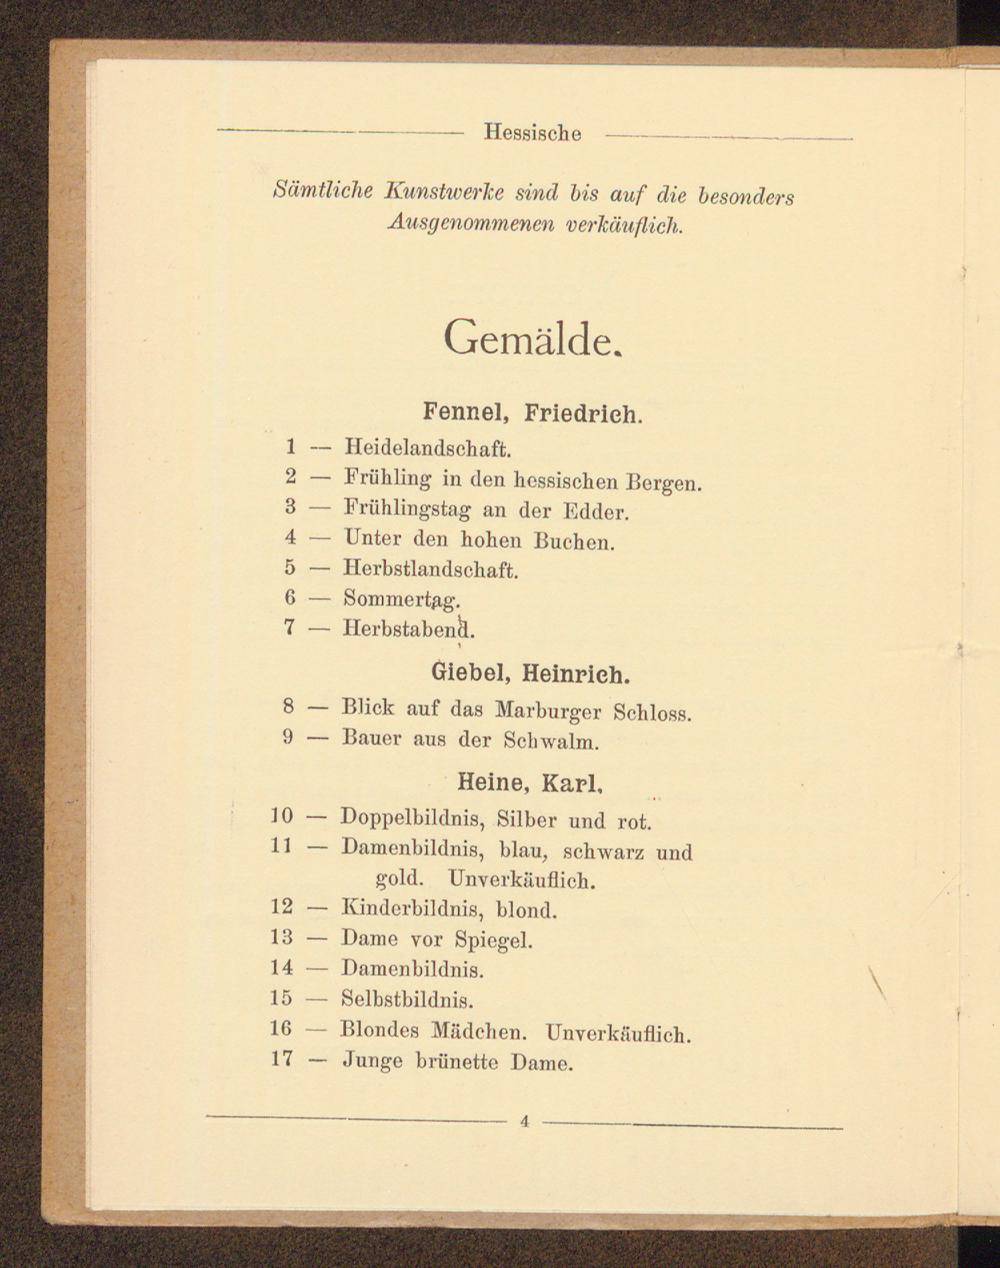 Hessische
Sämtliche Kunstwerke sind bis auf die besonders
Ausgenommenen verkäuflich.
Gemälde.
Fennel, Friedrich.
1 — Heidelandschaft.
2 — Frühling in den hessischen Bergen.
3 — Frühlingstag an der Edder.
4 — Unter den hohen Buchen.
5 — Herbstlandschaft.
6 — Sommertag.
7 — Herbstabend.
Giebel, Heinrich.
8 — Blick auf das Marburger Schloss.
9 — Bauer aus der Schwalm.
Heine, Karl.
10 — Doppelbildnis, Silber und rot.
11 — Damenbildnis, blau, schwarz und
gold. Unverkäuflich.
12 — Kinderbildnis, blond.
13 — Dame vor Spiegel.
14 — Damenbildnis.
15 — Selbstbildnis.
16 — Blondes Mädchen. Unverkäuflich.
17 — Junge brünette Dame.
4